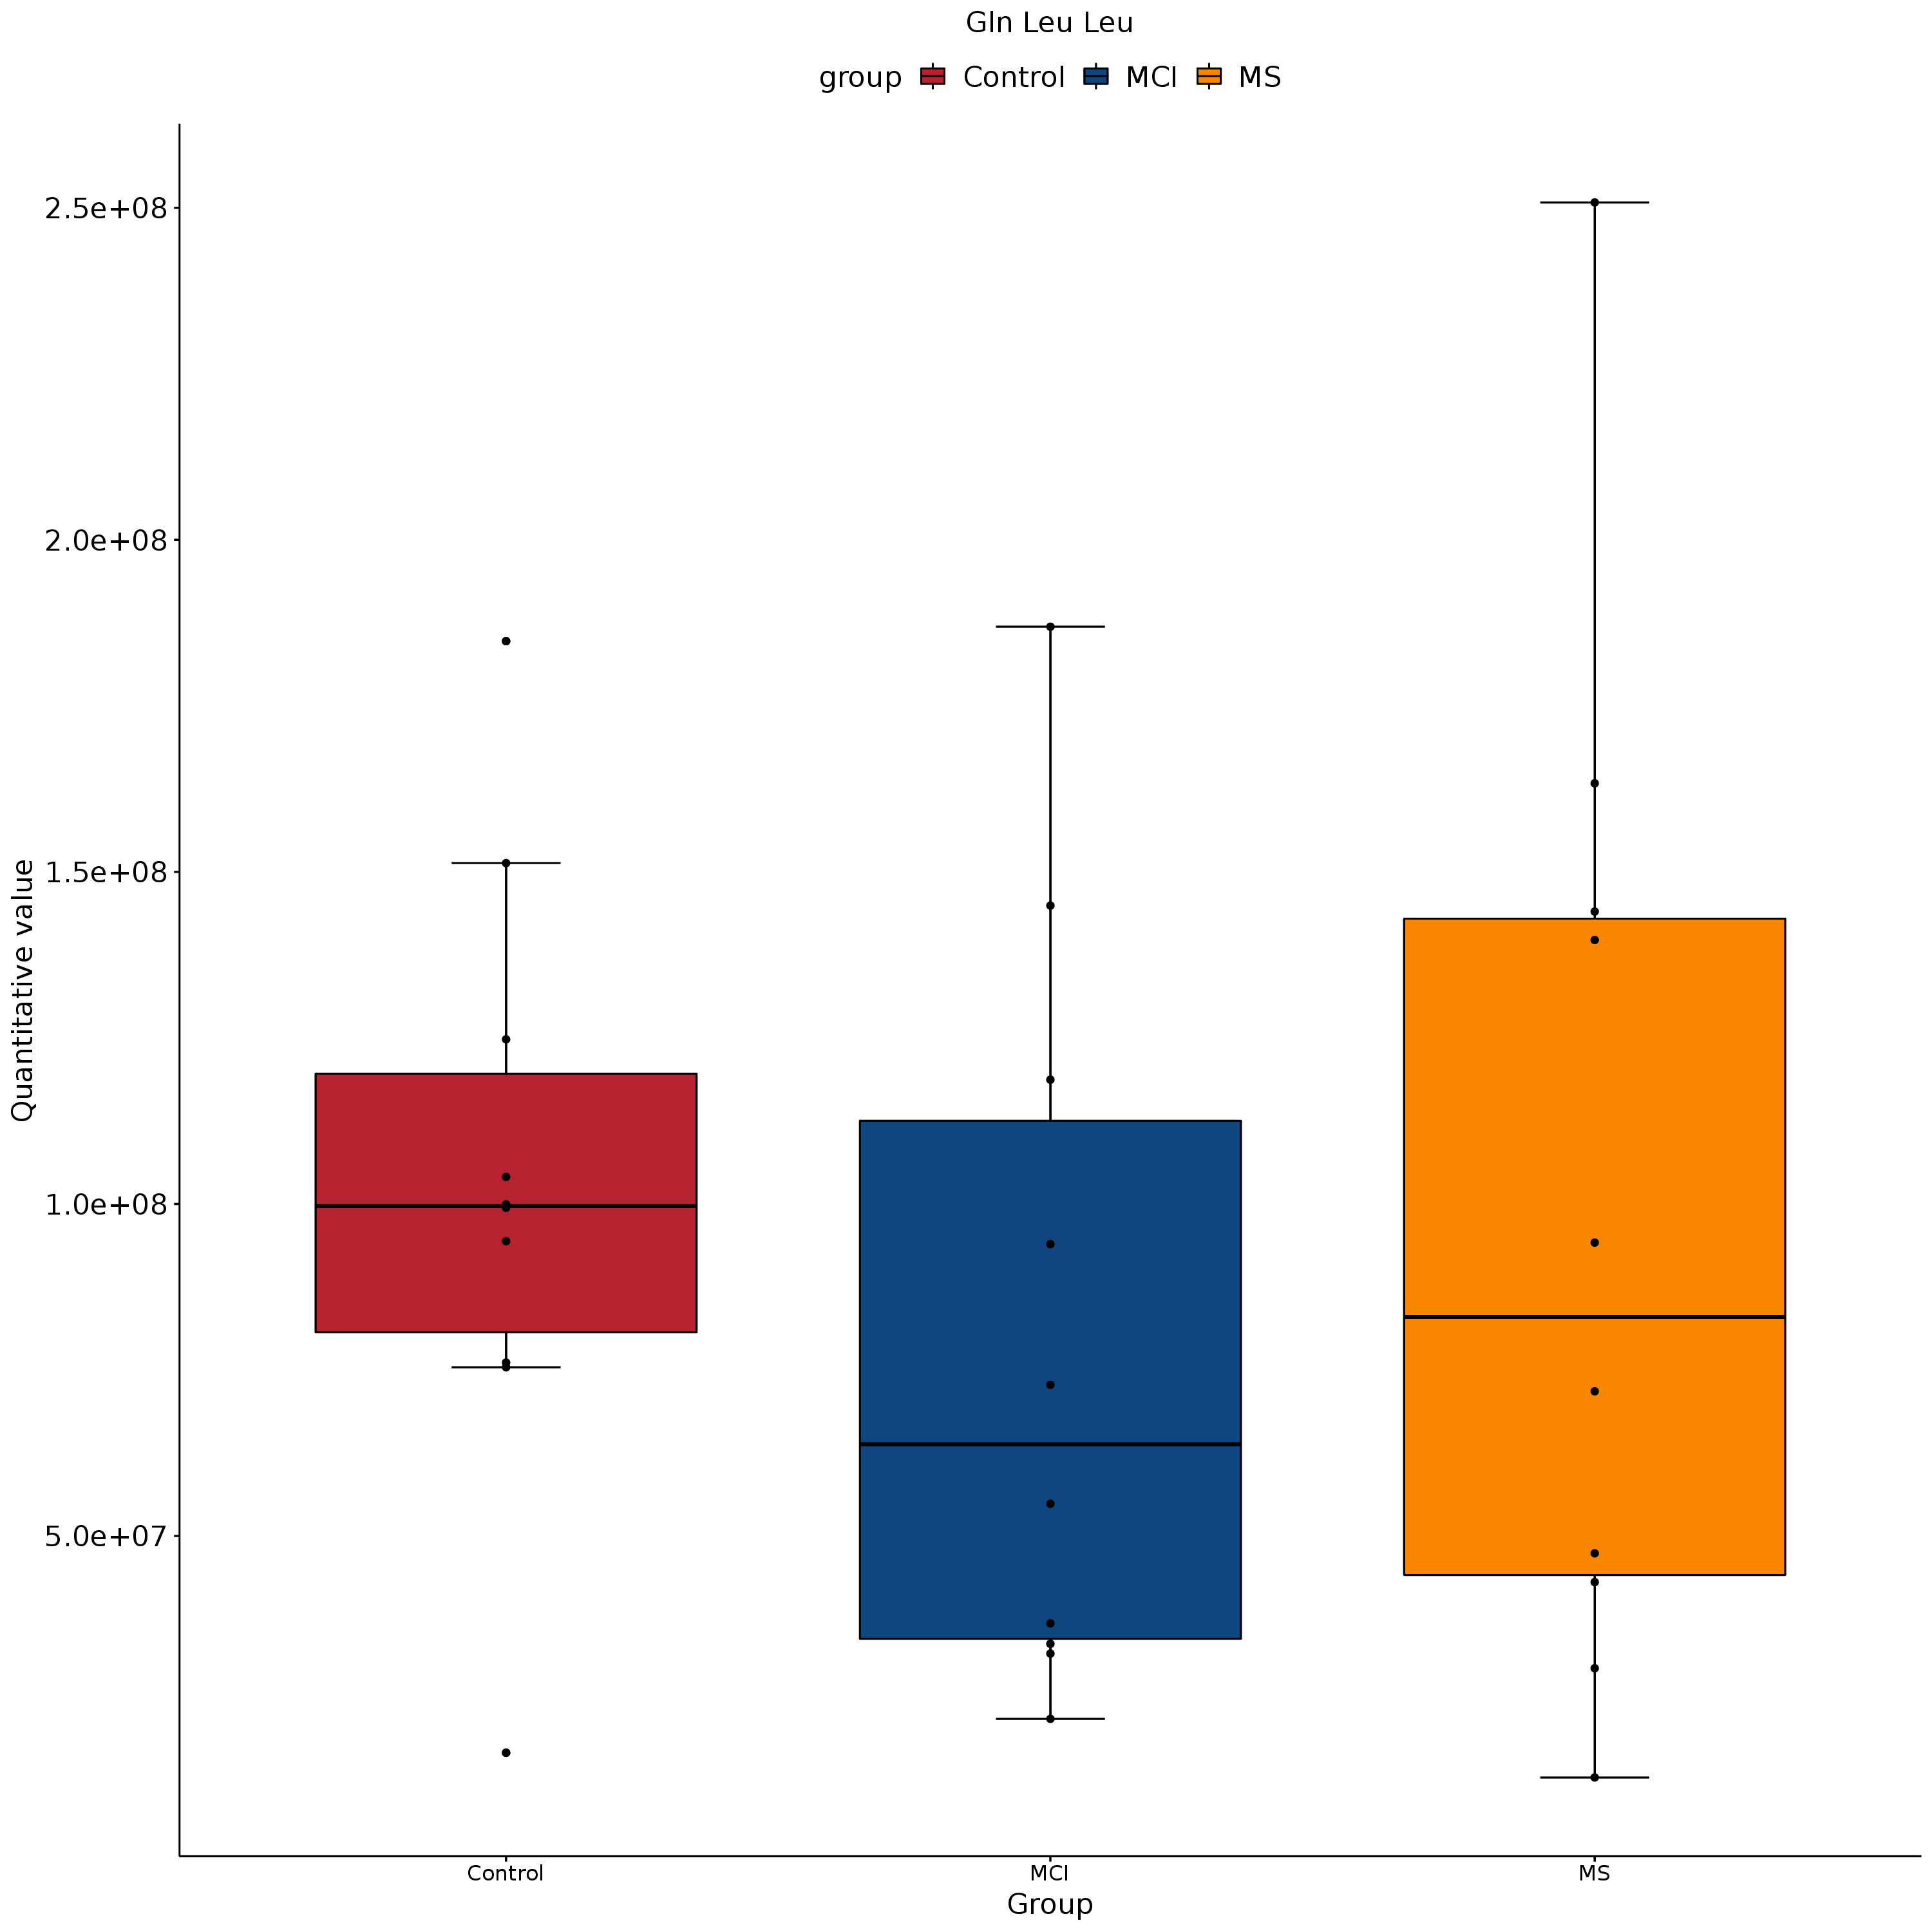 Gln Leu Leu
group Control MCI MS
2.5e+08
2.0e+08
1.5e+08
1.0e+08
5.0e+07
Quantitative value
Control MCI MS
Group